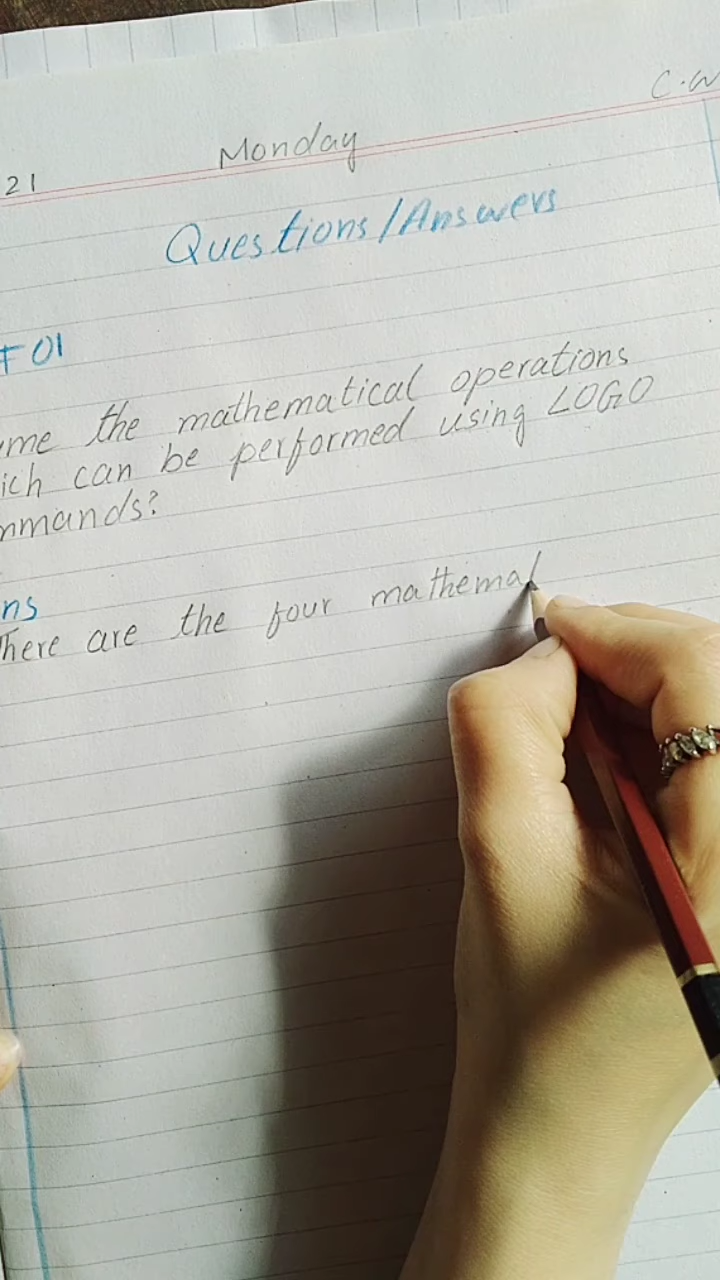 C.W
21 Monday
Questions/Answers
F 01
me the mathematical operations
ich can be performed using LOGO
mmands?
ns
There are the four mathemat